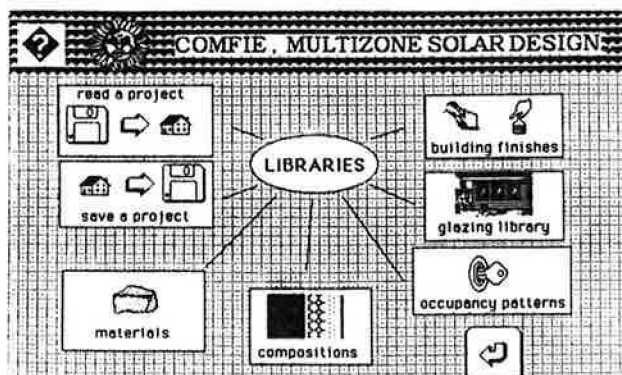 ?
COMFIE, MULTIZONE SOLAR DESIGN
read a project
LIBRARIES
building finishes
save a project
glazing library
materials
compositions
occupancy patterns